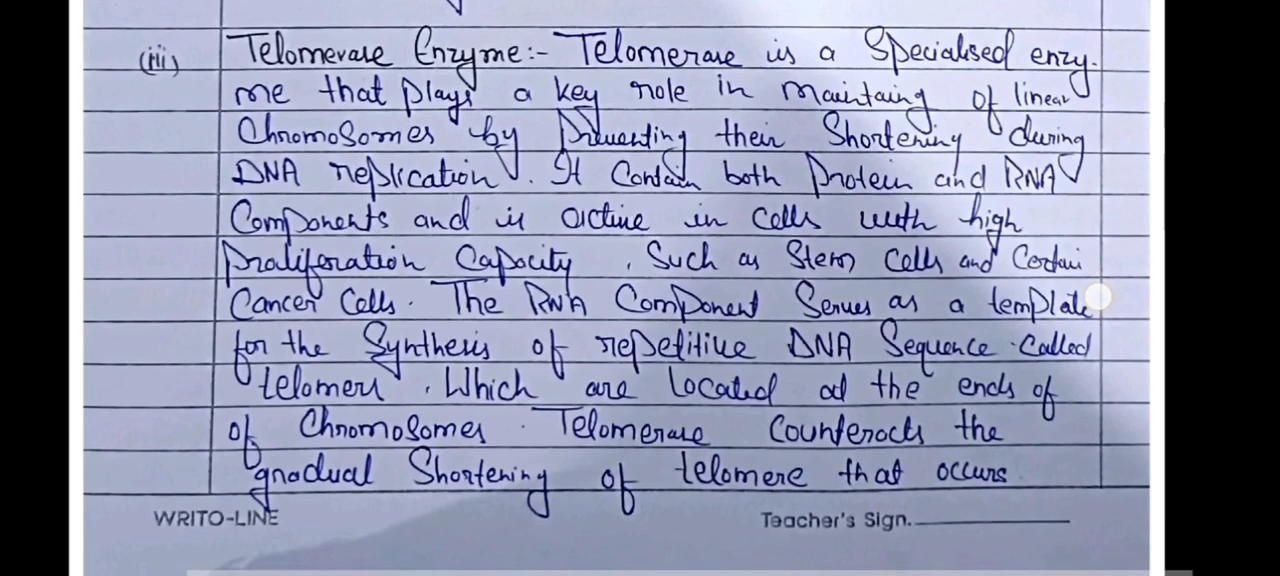 (iii) Telomerase Enzyme:- Telomerase is a Specialised enzy-
me that plays a key role in maintaing of linear
Chromosomes by preventing their Shortening during
DNA replication. It Contain both protein and RNA
Components and is active in cells with high
proliferation Capacity, Such as Stem Cells and Certain
Cancer Cells. The RNA Component Serves as a template
for the Synthesis of repetitive DNA Sequence Called
telomere. Which are located at the ends of
of Chromosomes. Telomerase Counteracts the
gradual Shortening of telomere that occurs
WRITO-LINE Teacher's Sign.